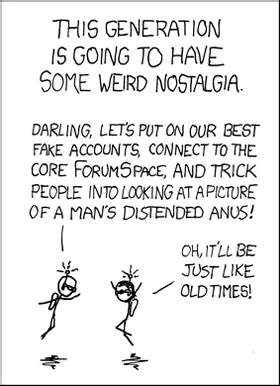 THIS GENERATION
IS GOING TO HAVE
SOME WEIRD NOSTALGIA.
DARLING, LET'S PUT ON OUR BEST
FAKE ACCOUNTS, CONNECT TO THE
CORE FORUMSPACE, AND TRICK
PEOPLE INTO LOOKING AT A PICTURE
OF A MAN'S DISTENDED ANUS!
OH, IT'LL BE
JUST LIKE
OLD TIMES!